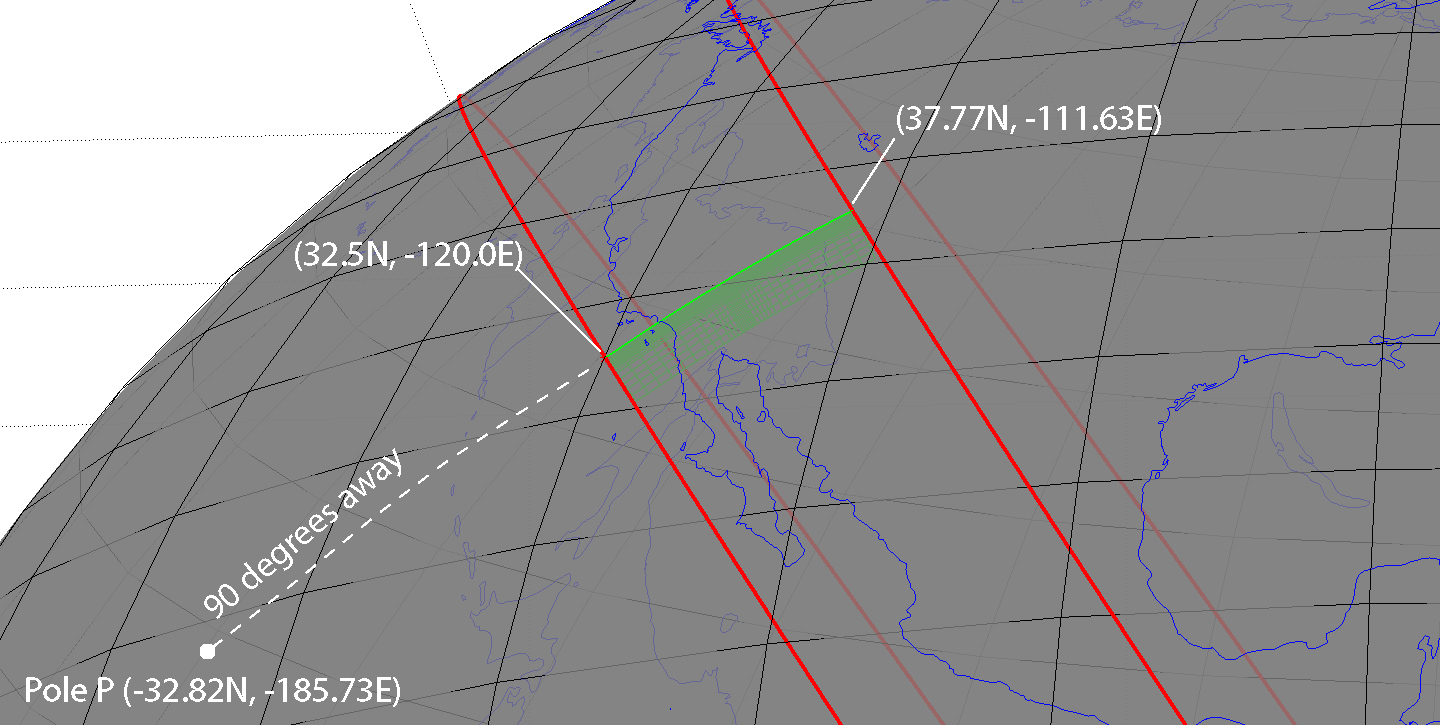 (37.77N, -111.63E)
(32.5N, -120.0E)
90 degrees away
Pole P (-32.82N, -185.73E)